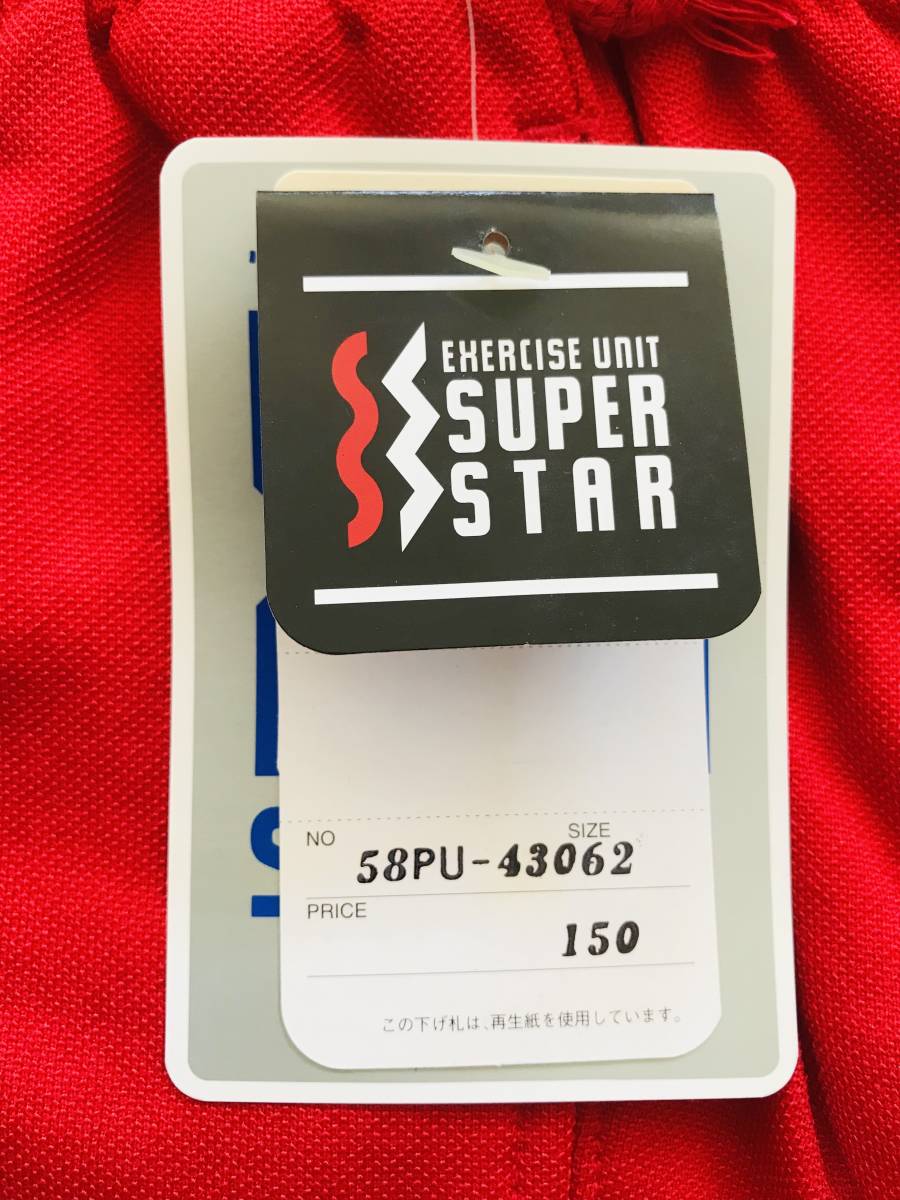 EXERCISE UNIT
SUPER
STAR
NO
SIZE
58PU-43062
PRICE
150
この下げ札は、再生紙を使用しています。